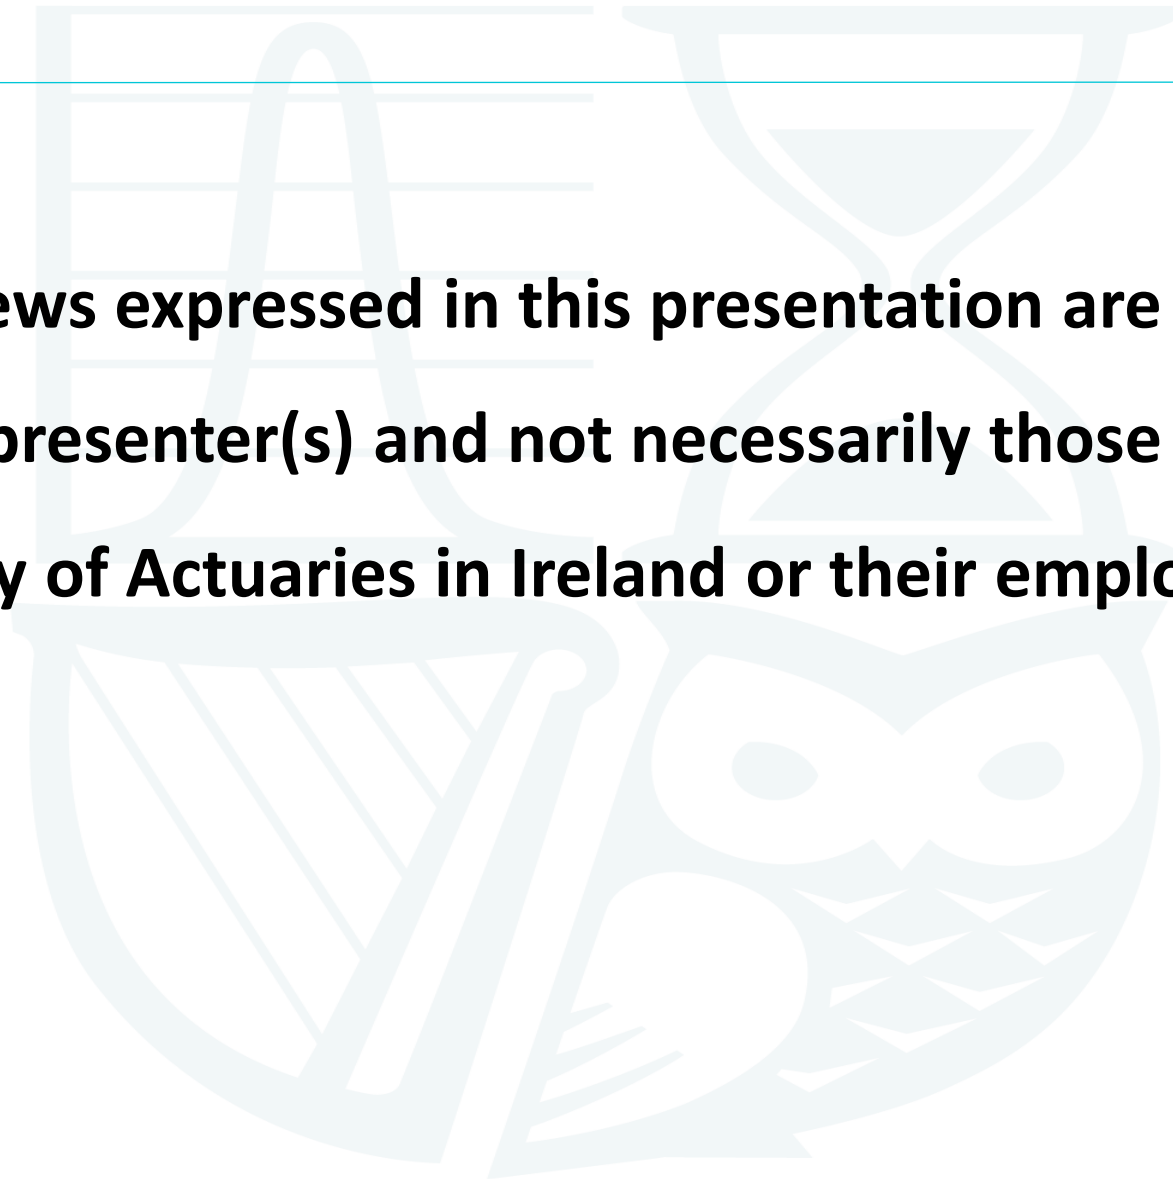 ews expressed in this presentation are
presenter(s) and not necessarily those
y of Actuaries in Ireland or their emplo